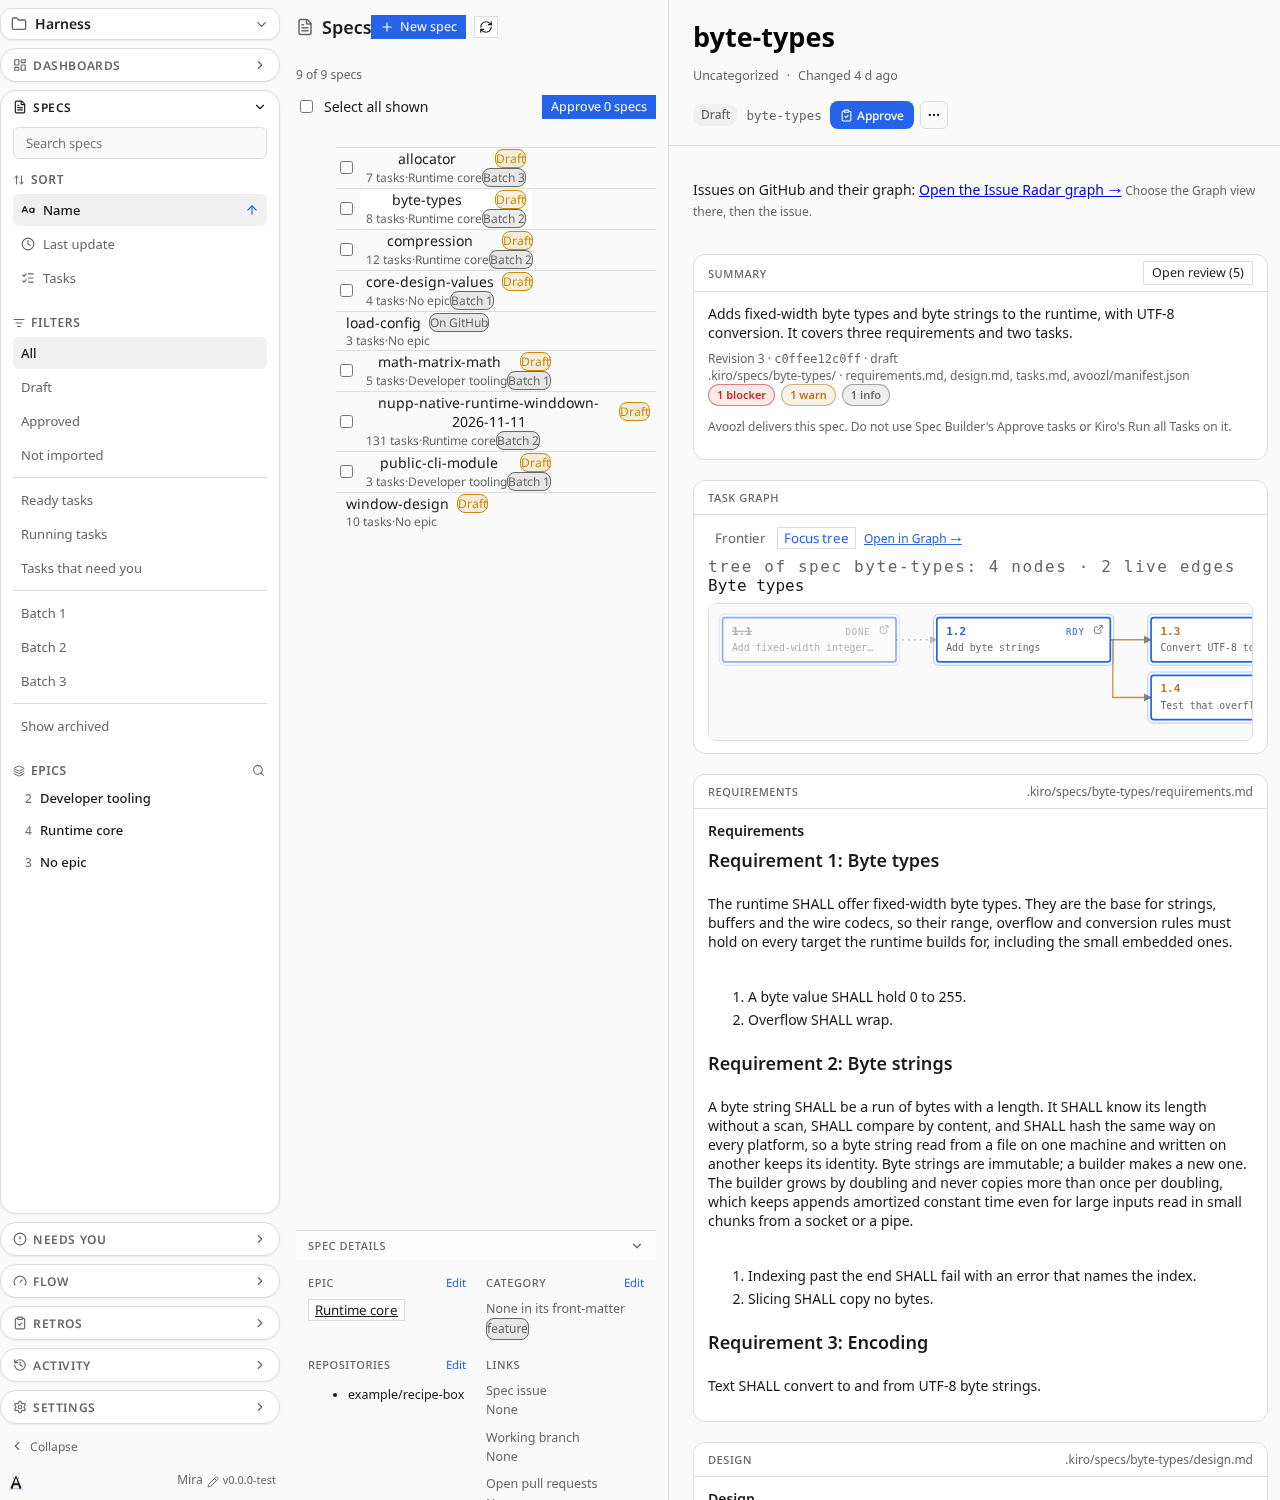 Harness
DASHBOARDS
SPECS
Search specs
SORT
Name
Last update
Tasks
FILTERS
All
Draft
Approved
Not imported
Ready tasks
Running tasks
Tasks that need you
Batch 1
Batch 2
Batch 3
Show archived
EPICS
2 Developer tooling
4 Runtime core
3 No epic
NEEDS YOU
FLOW
RETROS
ACTIVITY
SETTINGS
Collapse
Mira v0.0.0-test
Specs
New spec
9 of 9 specs
Select all shown
Approve 0 specs
allocator Draft
7 tasks·Runtime core Batch 3
byte-types Draft
8 tasks·Runtime core Batch 2
compression Draft
12 tasks·Runtime core Batch 2
core-design-values Draft
4 tasks·No epic Batch 1
load-config On GitHub
3 tasks·No epic
math-matrix-math Draft
5 tasks·Developer tooling Batch 1
nupp-native-runtime-winddown-
2026-11-11
Draft
131 tasks·Runtime core Batch 2
public-cli-module Draft
3 tasks·Developer tooling Batch 1
window-design Draft
10 tasks·No epic
SPEC DETAILS
EPIC Edit
Runtime core
CATEGORY Edit
None in its front-matter
feature
REPOSITORIES Edit
• example/recipe-box
LINKS
Spec issue
None
Working branch
None
Open pull requests
byte-types
Uncategorized · Changed 4 d ago
Draft byte-types Approve
Issues on GitHub and their graph: Open the Issue Radar graph → Choose the Graph view
there, then the issue.
SUMMARY
Open review (5)
Adds fixed-width byte types and byte strings to the runtime, with UTF-8
conversion. It covers three requirements and two tasks.
Revision 3 · c0ffee12c0ff · draft
.kiro/specs/byte-types/ · requirements.md, design.md, tasks.md, avoozl/manifest.json
1 blocker 1 warn 1 info
Avoozl delivers this spec. Do not use Spec Builder's Approve tasks or Kiro's Run all Tasks on it.
TASK GRAPH
Frontier Focus tree Open in Graph →
tree of spec byte-types: 4 nodes · 2 live edges
Byte types
1.1 DONE
Add fixed-width integer…
1.2 RDY
Add byte strings
1.3
Convert UTF-8 to
1.4
Test that overfl
REQUIREMENTS
.kiro/specs/byte-types/requirements.md
Requirements
Requirement 1: Byte types
The runtime SHALL offer fixed-width byte types. They are the base for strings,
buffers and the wire codecs, so their range, overflow and conversion rules must
hold on every target the runtime builds for, including the small embedded ones.
1. A byte value SHALL hold 0 to 255.
2. Overflow SHALL wrap.
Requirement 2: Byte strings
A byte string SHALL be a run of bytes with a length. It SHALL know its length
without a scan, SHALL compare by content, and SHALL hash the same way on
every platform, so a byte string read from a file on one machine and written on
another keeps its identity. Byte strings are immutable; a builder makes a new one.
The builder grows by doubling and never copies more than once per doubling,
which keeps appends amortized constant time even for large inputs read in small
chunks from a socket or a pipe.
1. Indexing past the end SHALL fail with an error that names the index.
2. Slicing SHALL copy no bytes.
Requirement 3: Encoding
Text SHALL convert to and from UTF-8 byte strings.
DESIGN
.kiro/specs/byte-types/design.md
Design